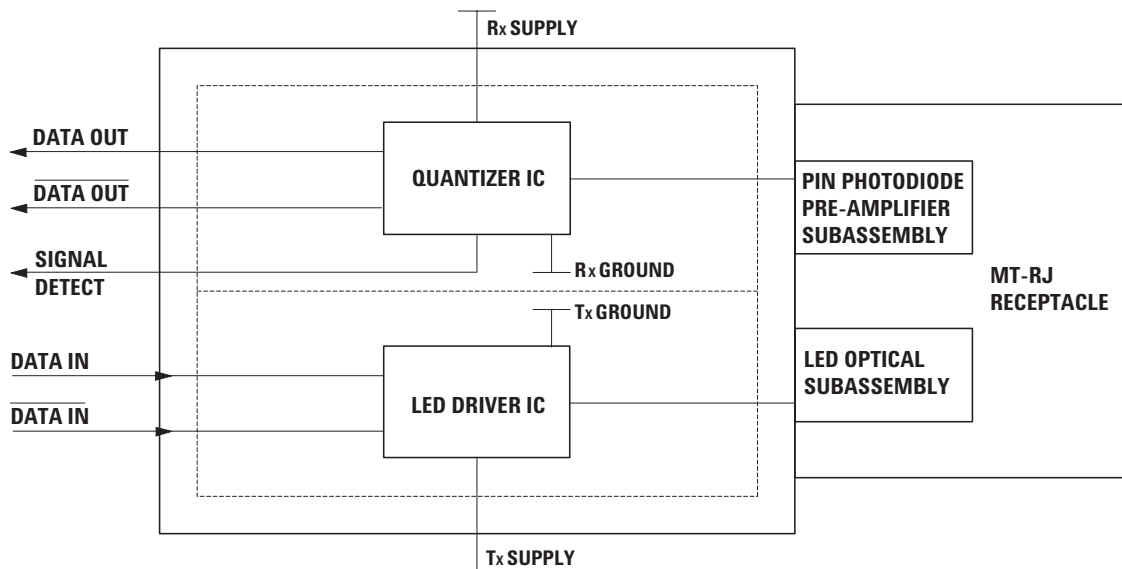 Rx SUPPLY
DATA OUT
QUANTIZER IC
DATA OUT
PIN PHOTODIODE
PRE-AMPLIFIER
SUBASSEMBLY
SIGNAL
DETECT
Rx GROUND
MT-RJ
RECEPTACLE
Tx GROUND
DATA IN
LED OPTICAL
SUBASSEMBLY
LED DRIVER IC
DATA IN
Tx SUPPLY